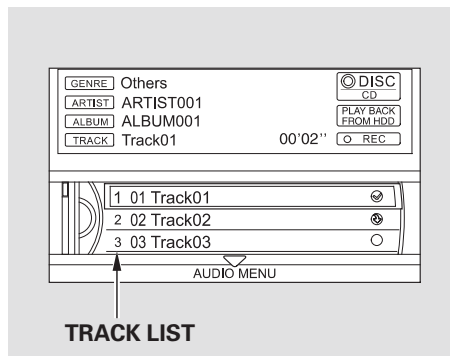 GENRE Others
DISC
CD
ARTIST ARTIST001
ALBUM ALBUM001
PLAY BACK
FROM HDD
TRACK Track01 00'02'' REC
1 01 Track01
2 02 Track02
3 03 Track03
AUDIO MENU
TRACK LIST